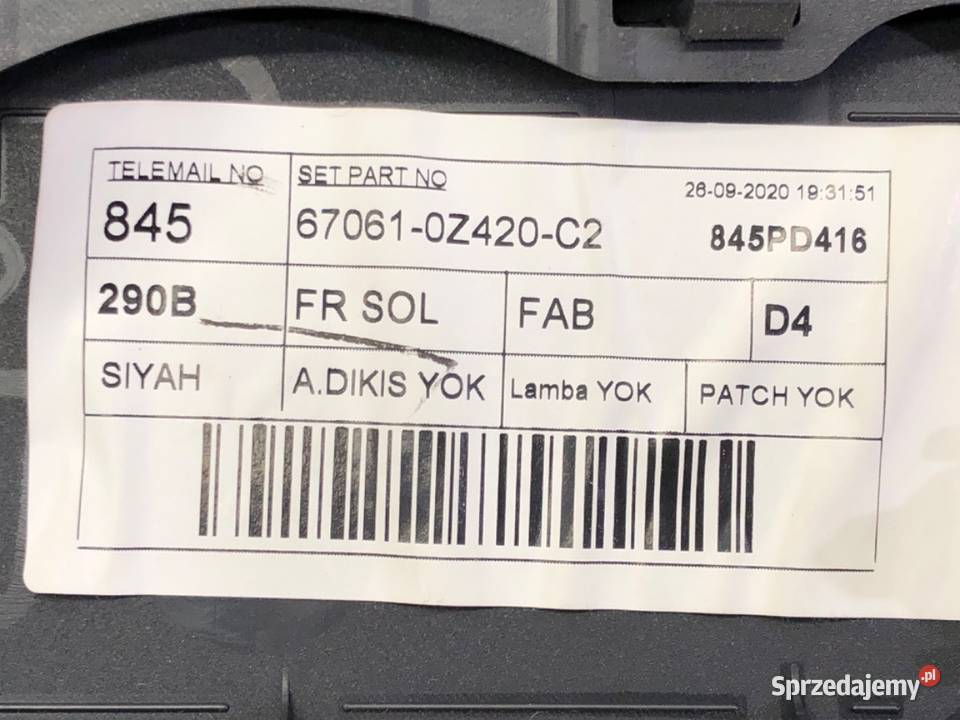 TELEMAIL NO
845
SET PART NO
67061-0Z420-C2
26-09-2020 19:31:51
845PD416
290B
FR SOL
FAB
D4
SIYAH
A.DIKIS YOK
Lamba YOK
PATCH YOK
Sprzedajemy.pl